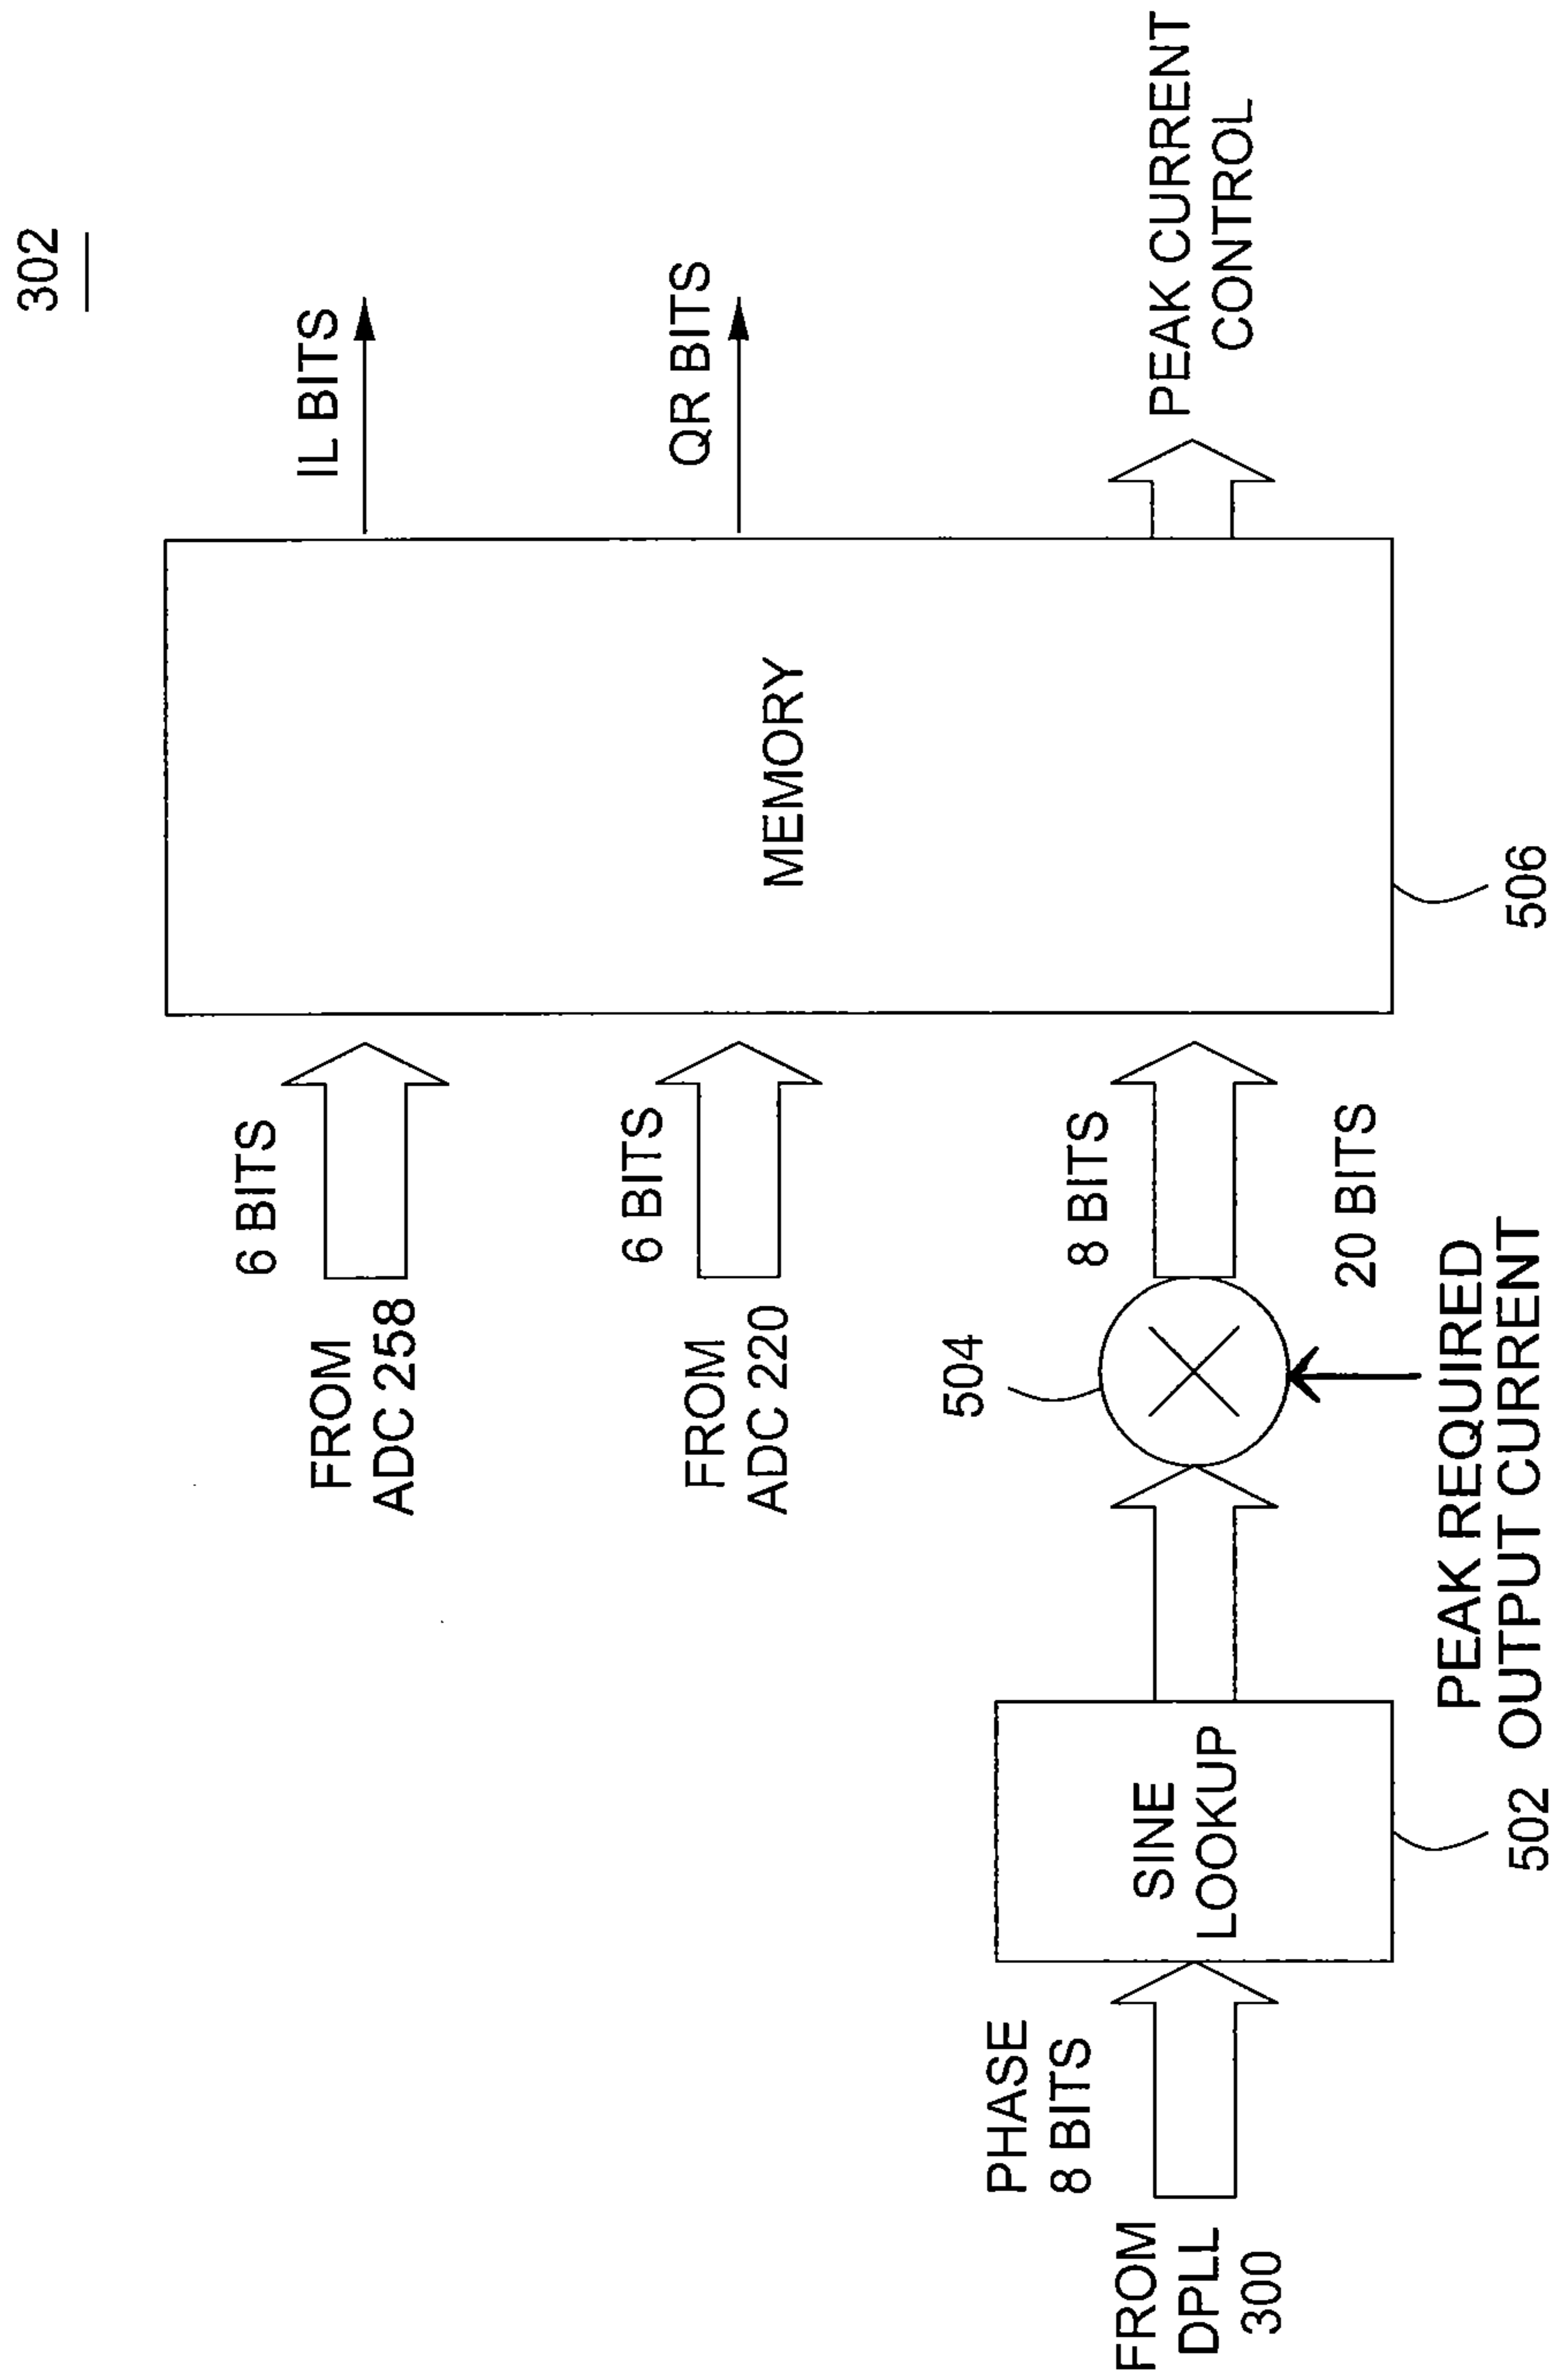 302
6 BITS
FROM
ADC 258
IL BITS
6 BITS
FROM
ADC 220
QR BITS
MEMORY
506
PHASE
8 BITS
FROM
DPLL
300
SINE
LOOKUP
502
504
8 BITS
20 BITS
PEAK REQUIRED
OUTPUT CURRENT
PEAK CURRENT
CONTROL